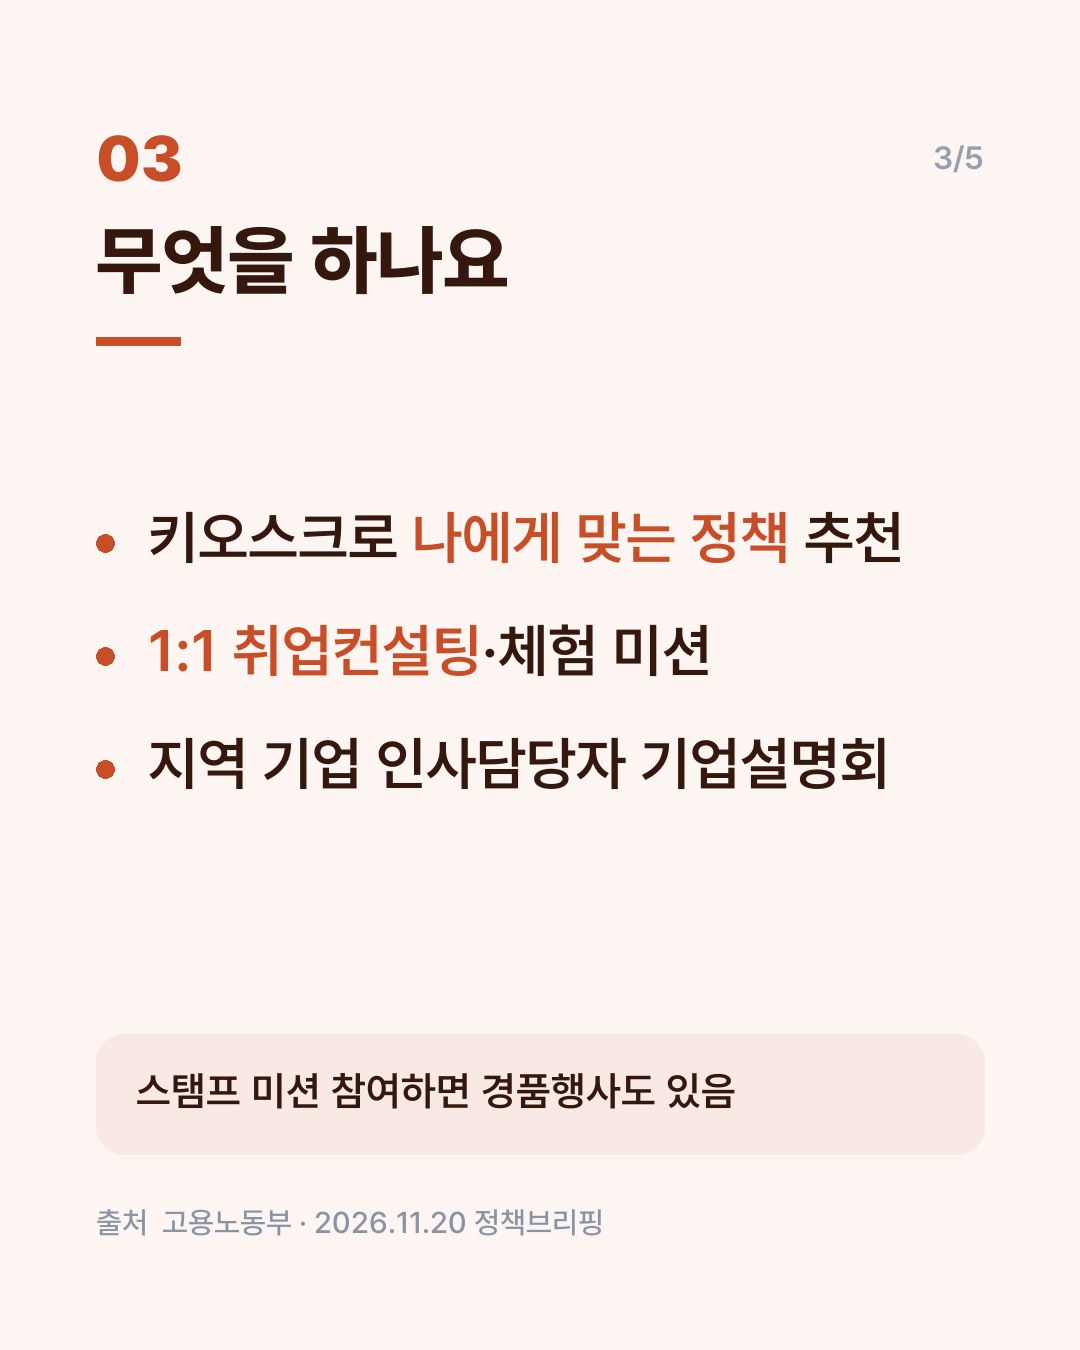 03
3/5
무엇을 하나요
키오스크로 나에게 맞는 정책 추천
1:1 취업컨설팅·체험 미션
지역 기업 인사담당자 기업설명회
스탬프 미션 참여하면 경품행사도 있음
출처 고용노동부 · 2026.11.20 정책브리핑